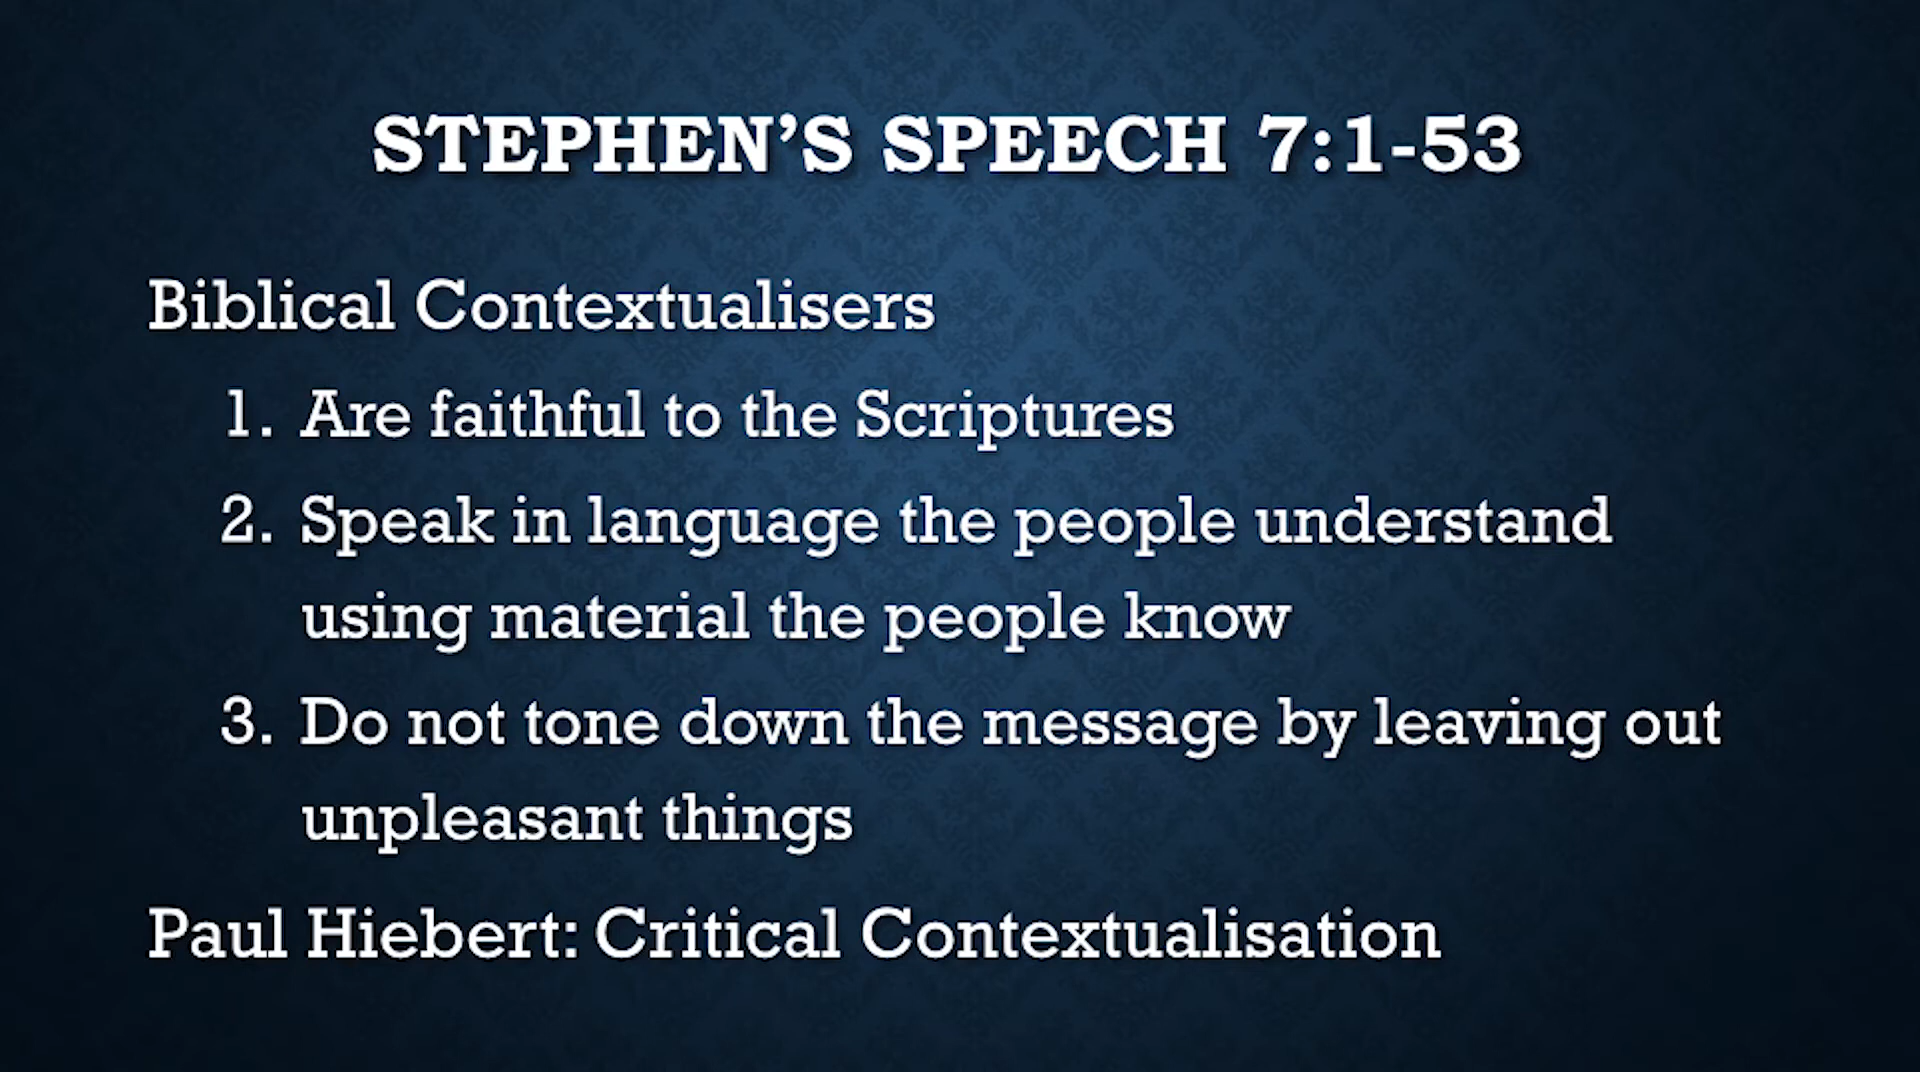 STEPHEN'S SPEECH 7:1-53
Biblical Contextualisers
1. Are faithful to the Scriptures
2. Speak in language the people understand
using material the people know
3. Do not tone down the message by leaving out
unpleasant things
Paul Hiebert: Critical Contextualisation